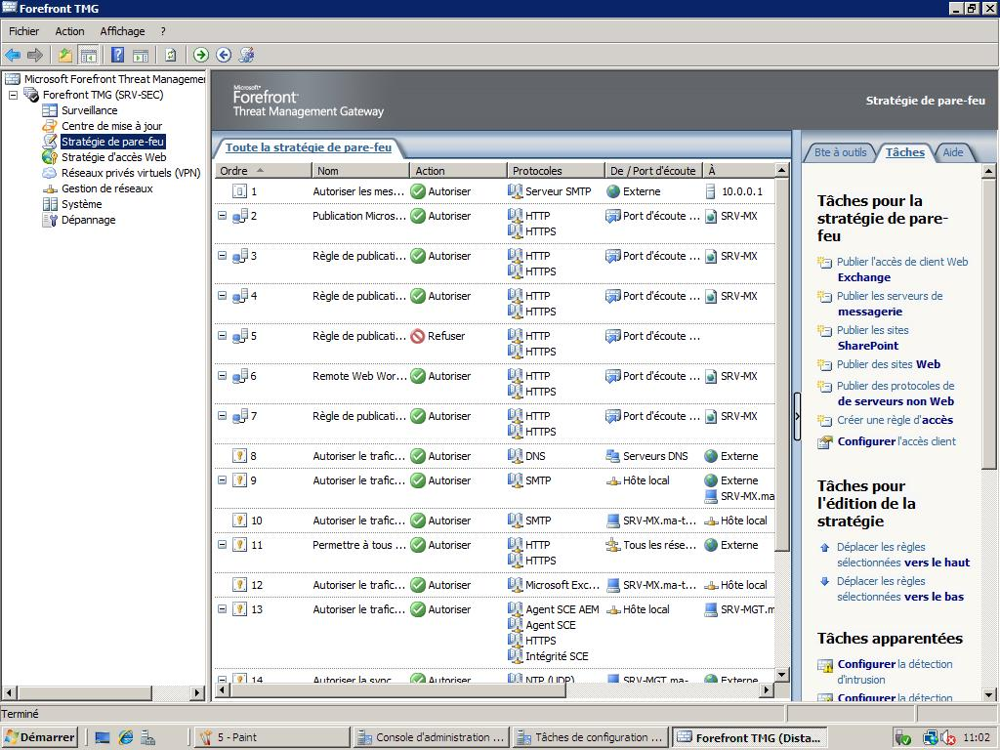 Forefront TMG
Fichier Action Affichage ?
Microsoft Forefront Threat Managemer
Forefront TMG (SRV-SEC)
Surveillance
Centre de mise à jour
Stratégie de pare-feu
Stratégie d'accès Web
Réseaux privés virtuels (VPN)
Gestion de réseaux
Système
Dépannage
Microsoft
Forefront
Threat Management Gateway
Stratégie de pare-feu
Toute la stratégie de pare-feu
Ordre Nom Action Protocoles De / Port d'écoute À
1 Autoriser les mes... Autoriser Serveur SMTP Externe 10.0.0.1
2 Publication Micros... Autoriser HTTP Port d'écoute ... SRV-MX
HTTPS
3 Règle de publicati... Autoriser HTTP Port d'écoute ... SRV-MX
HTTPS
4 Règle de publicati... Autoriser HTTP Port d'écoute ... SRV-MX
HTTPS
5 Règle de publicati... Refuser HTTP Port d'écoute ...
HTTPS
6 Remote Web Wor... Autoriser HTTP Port d'écoute ... SRV-MX
HTTPS
7 Règle de publicati... Autoriser HTTP Port d'écoute ... SRV-MX
HTTPS
8 Autoriser le trafic... Autoriser DNS Serveurs DNS Externe
9 Autoriser le trafic... Autoriser SMTP Hôte local Externe
SRV-MX.ma
10 Autoriser le trafic... Autoriser SMTP SRV-MX.ma-t... Hôte local
11 Permettre à tous ... Autoriser HTTP Tous les rése... Externe
HTTPS
12 Autoriser le trafic... Autoriser Microsoft Exc... SRV-MX.ma-t... Hôte local
13 Autoriser le trafic... Autoriser Agent SCE AEM Hôte local SRV-MGT.m
Agent SCE
HTTPS
Intégrité SCE
14 Autoriser la sync... Autoriser NTP (UDP) SRV-MGT.ma-... Externe
Bte à outils Tâches Aide
Tâches pour la
stratégie de pare-
feu
Publier l'accès de client Web
Exchange
Publier les serveurs de
messagerie
Publier les sites
SharePoint
Publier des sites Web
Publier des protocoles de
de serveurs non Web
Créer une règle d'accès
Configurer l'accès client
Tâches pour
l'édition de la
stratégie
Déplacer les règles
sélectionnées vers le haut
Déplacer les règles
sélectionnées vers le bas
Tâches apparentées
Configurer la détection
d'intrusion
Configurer la détection
Terminé
Démarrer 5 - Paint Console d'administration ... Tâches de configuration ... Forefront TMG (Dista... 11:02